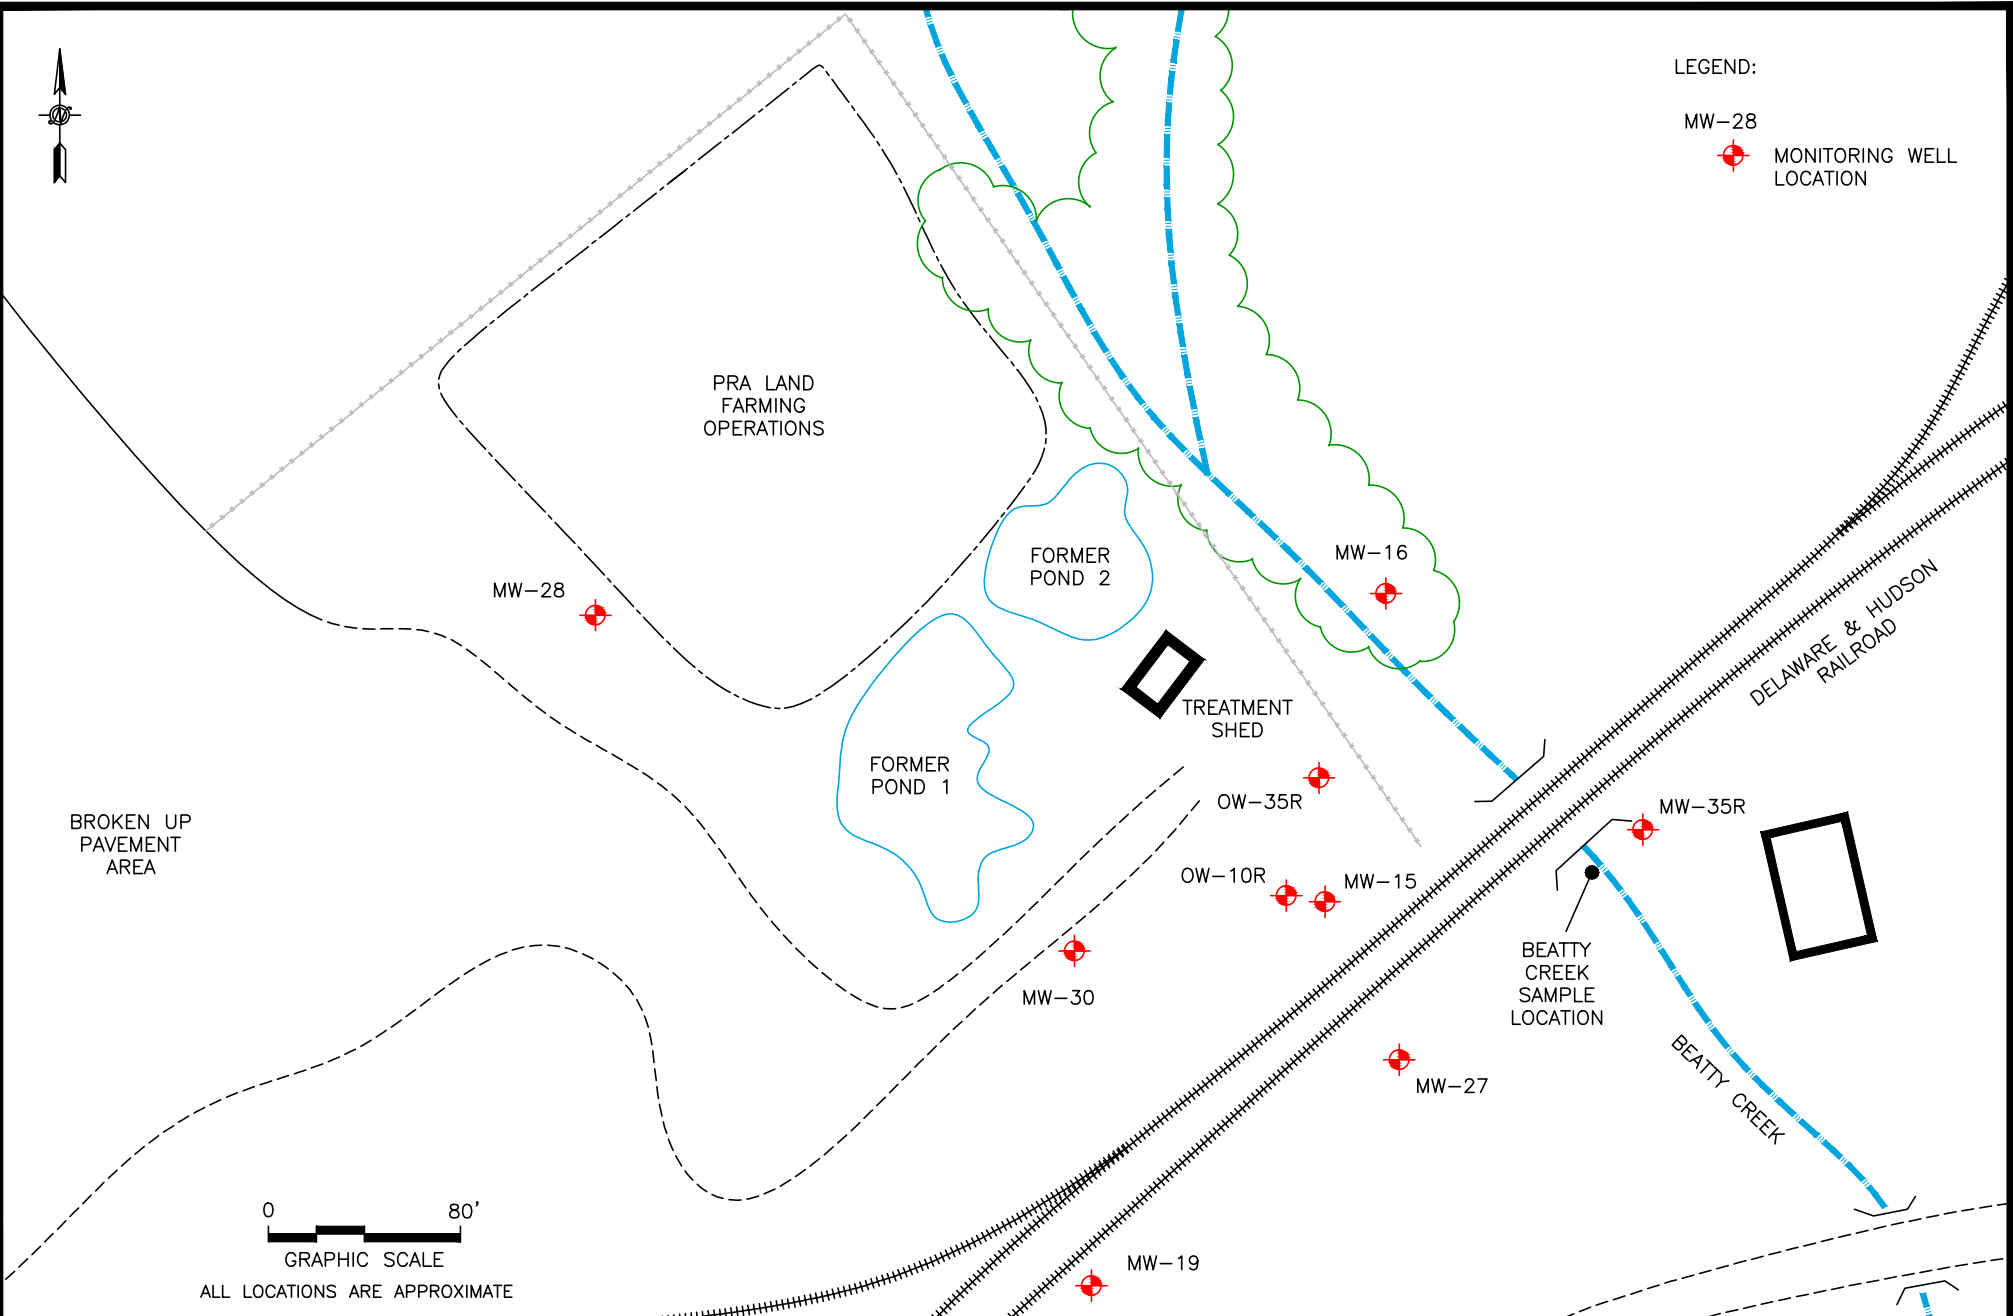 LEGEND:
MW-28
MONITORING WELL
LOCATION
N
PRA LAND
FARMING
OPERATIONS
MW-28
FORMER
POND 2
MW-16
DELAWARE & HUDSON
RAILROAD
TREATMENT
SHED
FORMER
POND 1
OW-35R
MW-35R
BROKEN UP
PAVEMENT
AREA
OW-10R
MW-15
BEATTY
CREEK
SAMPLE
LOCATION
MW-30
BEATTY CREEK
MW-27
0 80'
GRAPHIC SCALE
ALL LOCATIONS ARE APPROXIMATE
MW-19